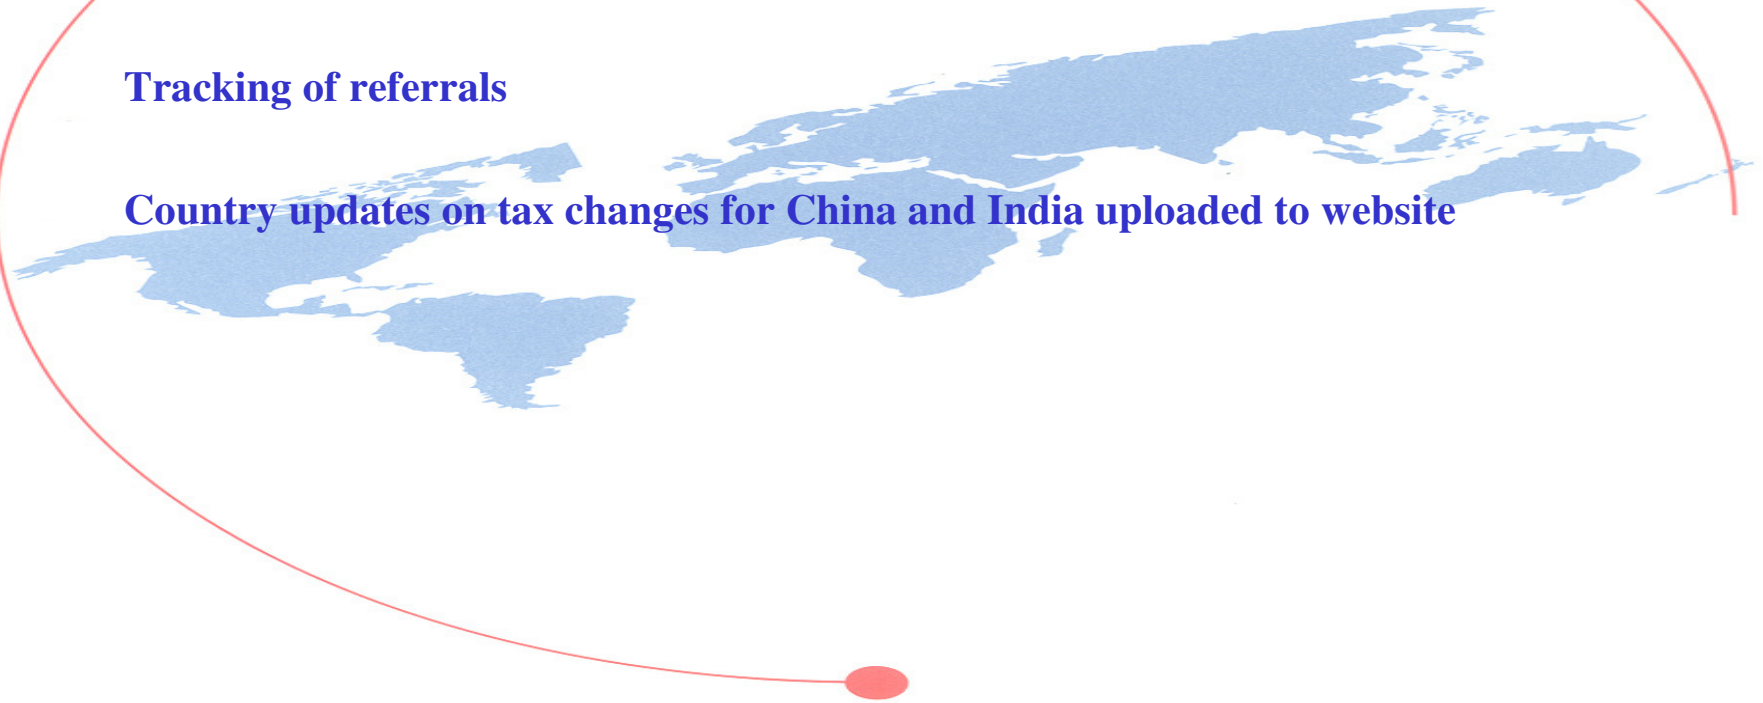 Tracking of referrals
Country updates on tax changes for China and India uploaded to website